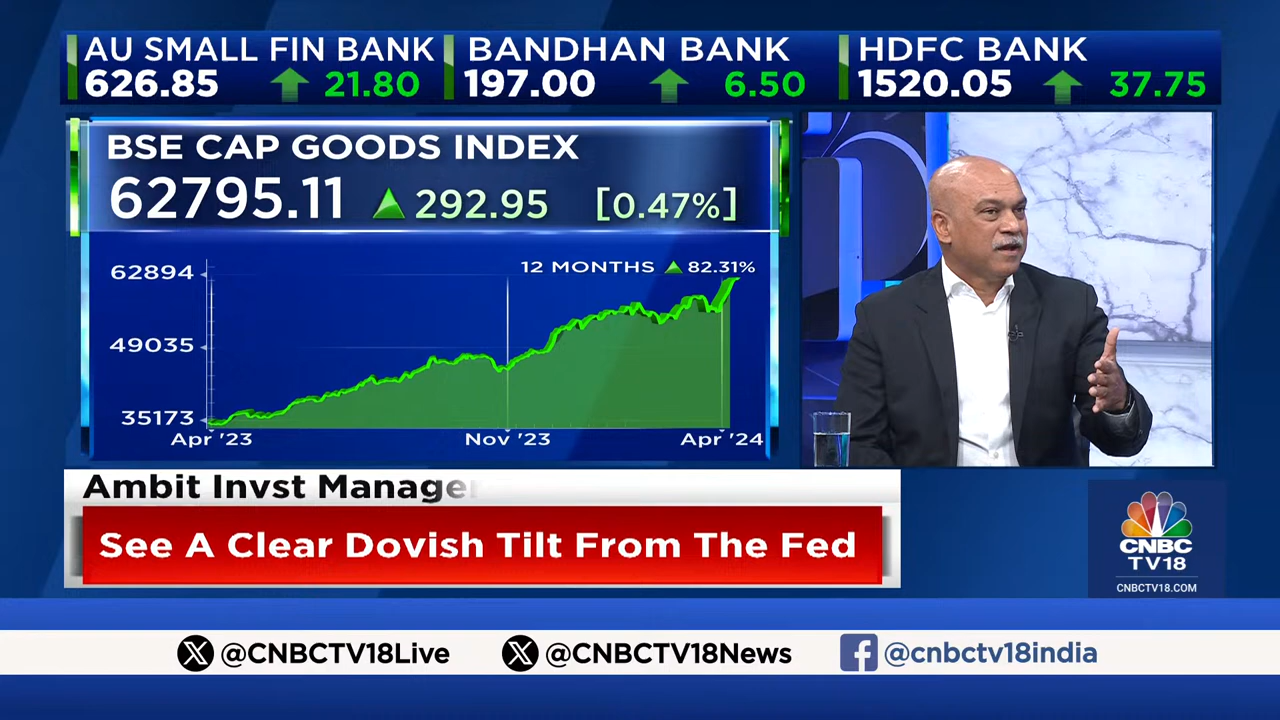 AU SMALL FIN BANK
626.85 21.80
BANDHAN BANK
197.00 6.50
HDFC BANK
1520.05 37.75
BSE CAP GOODS INDEX
62795.11 292.95 [0.47%]
12 MONTHS 82.31%
62894
49035
35173
Apr '23 Nov '23 Apr '24
Ambit Invst Manage
See A Clear Dovish Tilt From The Fed
CNBC
TV18
CNBCTV18.COM
@CNBCTV18Live @CNBCTV18News @cnbctv18india